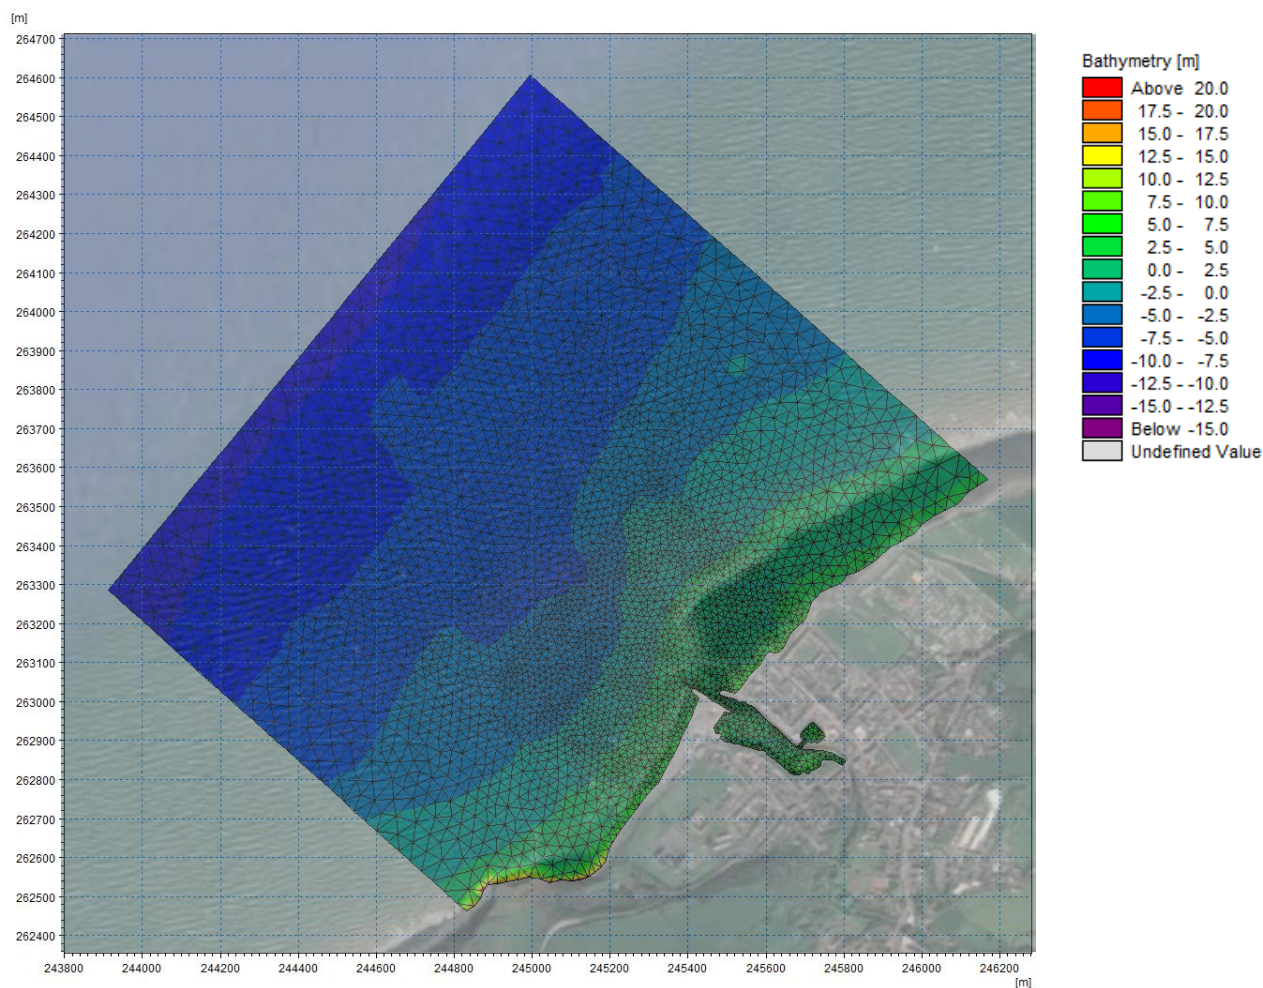 [m]
264700
264600
264500
264400
264300
264200
264100
264000
263900
263800
263700
263600
263500
263400
263300
263200
263100
263000
262900
262800
262700
262600
262500
262400
243800 244000 244200 244400 244600 244800 245000 245200 245400 245600 245800 246000 246200
[m]
Bathymetry [m]
Above 20.0
17.5 - 20.0
15.0 - 17.5
12.5 - 15.0
10.0 - 12.5
7.5 - 10.0
5.0 - 7.5
2.5 - 5.0
0.0 - 2.5
-2.5 - 0.0
-5.0 - -2.5
-7.5 - -5.0
-10.0 - -7.5
-12.5 - -10.0
-15.0 - -12.5
Below -15.0
Undefined Value